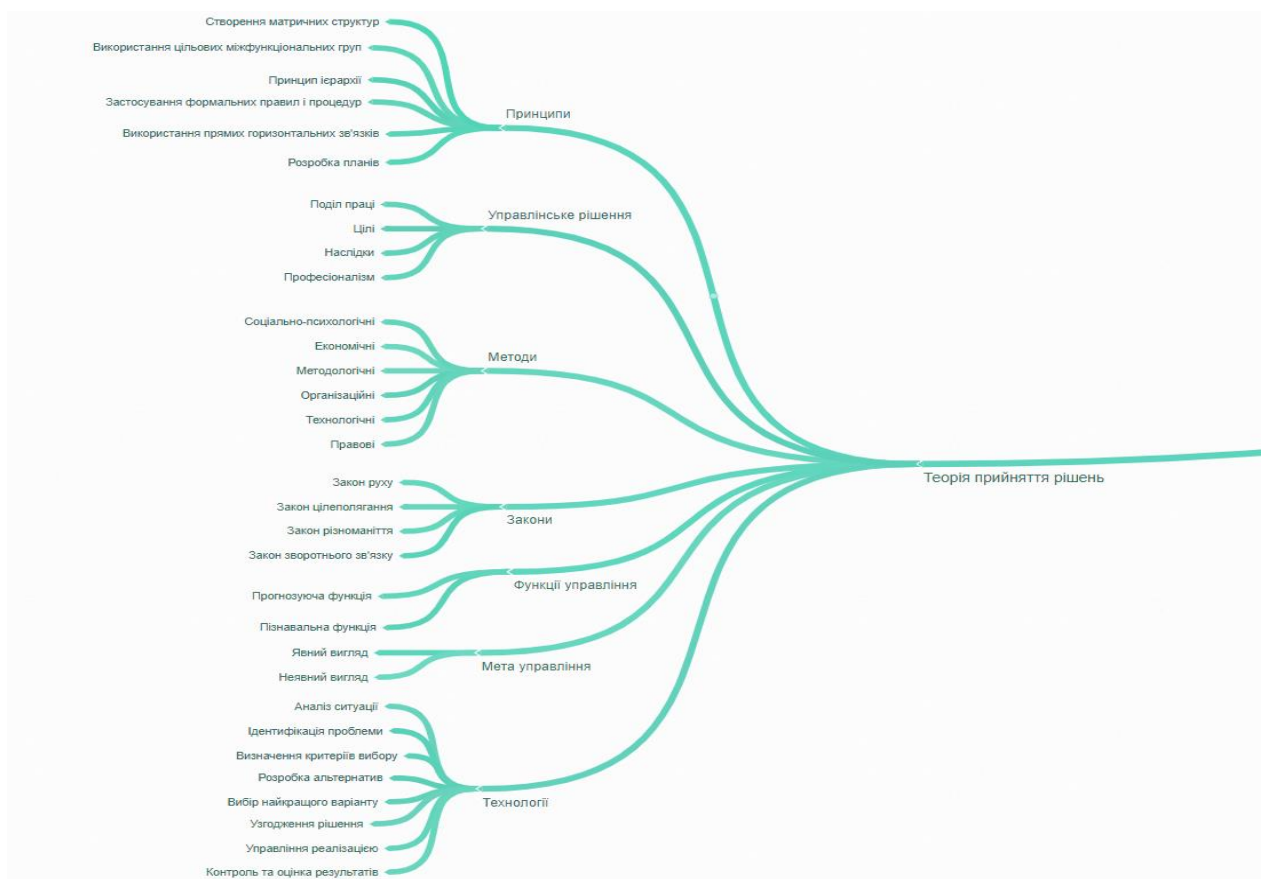 Створення матричних структур
Використання цільових міжфункціональних груп
Принцип ієрархії
Застосування формальних правил і процедур
Використання прямих горизонтальних зв'язків
Розробка планів
Принципи
Поділ праці
Цілі
Наслідки
Професіоналізм
Управлінське рішення
Соціально-психологічні
Економічні
Методологічні
Організаційні
Технологічні
Правові
Методи
Закон руху
Закон цілеполягання
Закон різноманіття
Закон зворотнього зв'язку
Закони
Прогнозуюча функція
Пізнавальна функція
Функції управління
Явний вигляд
Неявний вигляд
Мета управління
Аналіз ситуації
Ідентифікація проблеми
Визначення критеріїв вибору
Розробка альтернатив
Вибір найкращого варіанту
Узгодження рішення
Управління реалізацією
Контроль та оцінка результатів
Технології
Теорія прийняття рішень